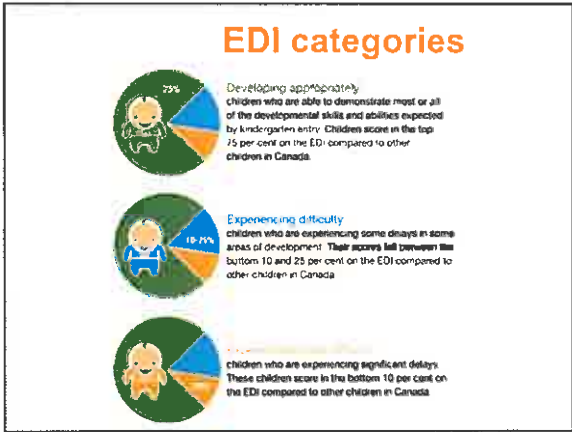 EDI categories
75%
Developing appropriately
children who are able to demonstrate most or all
of the developmental skills and abilities expected
by kindergarten entry. Children score in the top
75 per cent on the EDI compared to other
children in Canada.
Experiencing difficulty
10-25%
children who are experiencing some delays in some
areas of development. Their scores fall between the
bottom 10 and 25 per cent on the EDI compared to
other children in Canada
children who are experiencing significant delays.
These children score in the bottom 10 per cent on
the EDI compared to other children in Canada